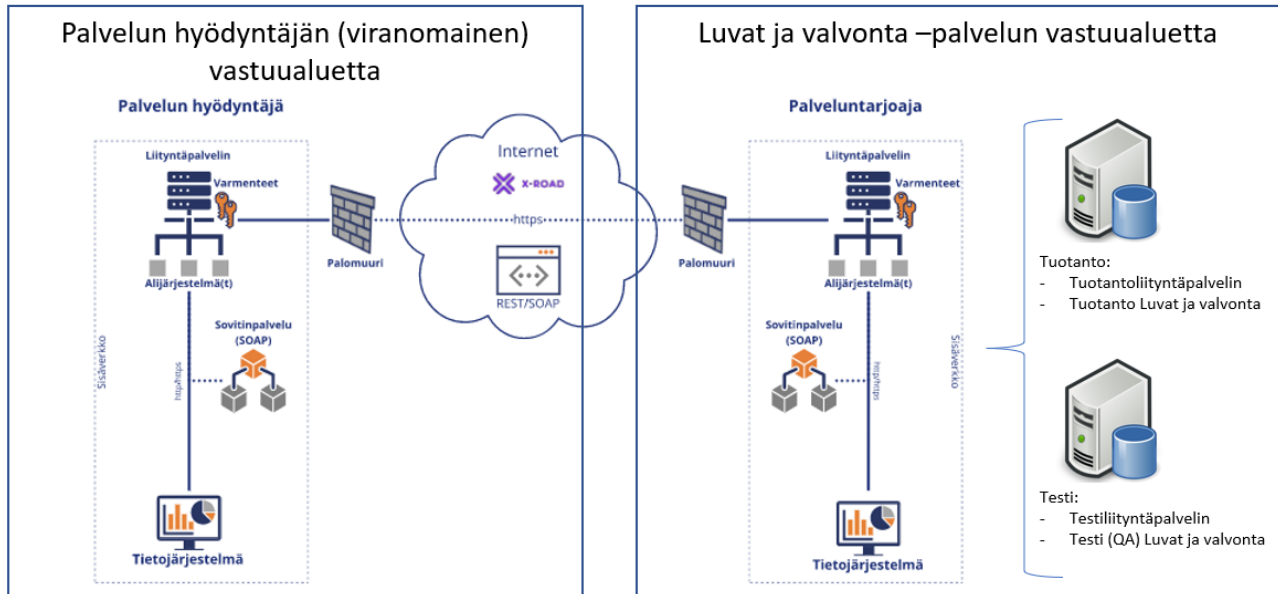 Palvelun hyödyntäjän (viranomainen)
vastuualuetta
Palvelun hyödyntäjä
Liityntäpalvelin
Varmenteet
Palomuuri
Alijärjestelmä(t)
Sovitinpalvelu
(SOAP)
Sisäverkko
http/https
Tietojärjestelmä
Internet
X-ROAD
https
REST/SOAP
Luvat ja valvonta –palvelun vastuualuetta
Palveluntarjoaja
Liityntäpalvelin
Varmenteet
Palomuuri
Alijärjestelmä(t)
Sovitinpalvelu
(SOAP)
http/https
Sisäverkko
Tietojärjestelmä
Tuotanto:
- Tuotantoliityntäpalvelin
- Tuotanto Luvat ja valvonta
Testi:
- Testiliityntäpalvelin
- Testi (QA) Luvat ja valvonta